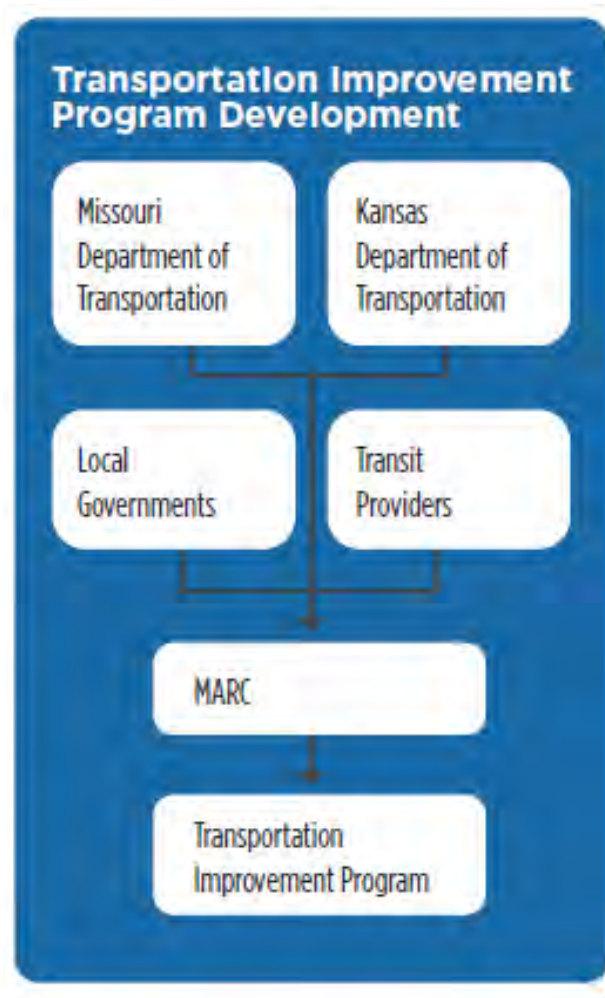 Transportation Improvement
Program Development
Missouri
Department of
Transportation
Kansas
Department of
Transportation
Local
Governments
Transit
Providers
MARC
Transportation
Improvement Program